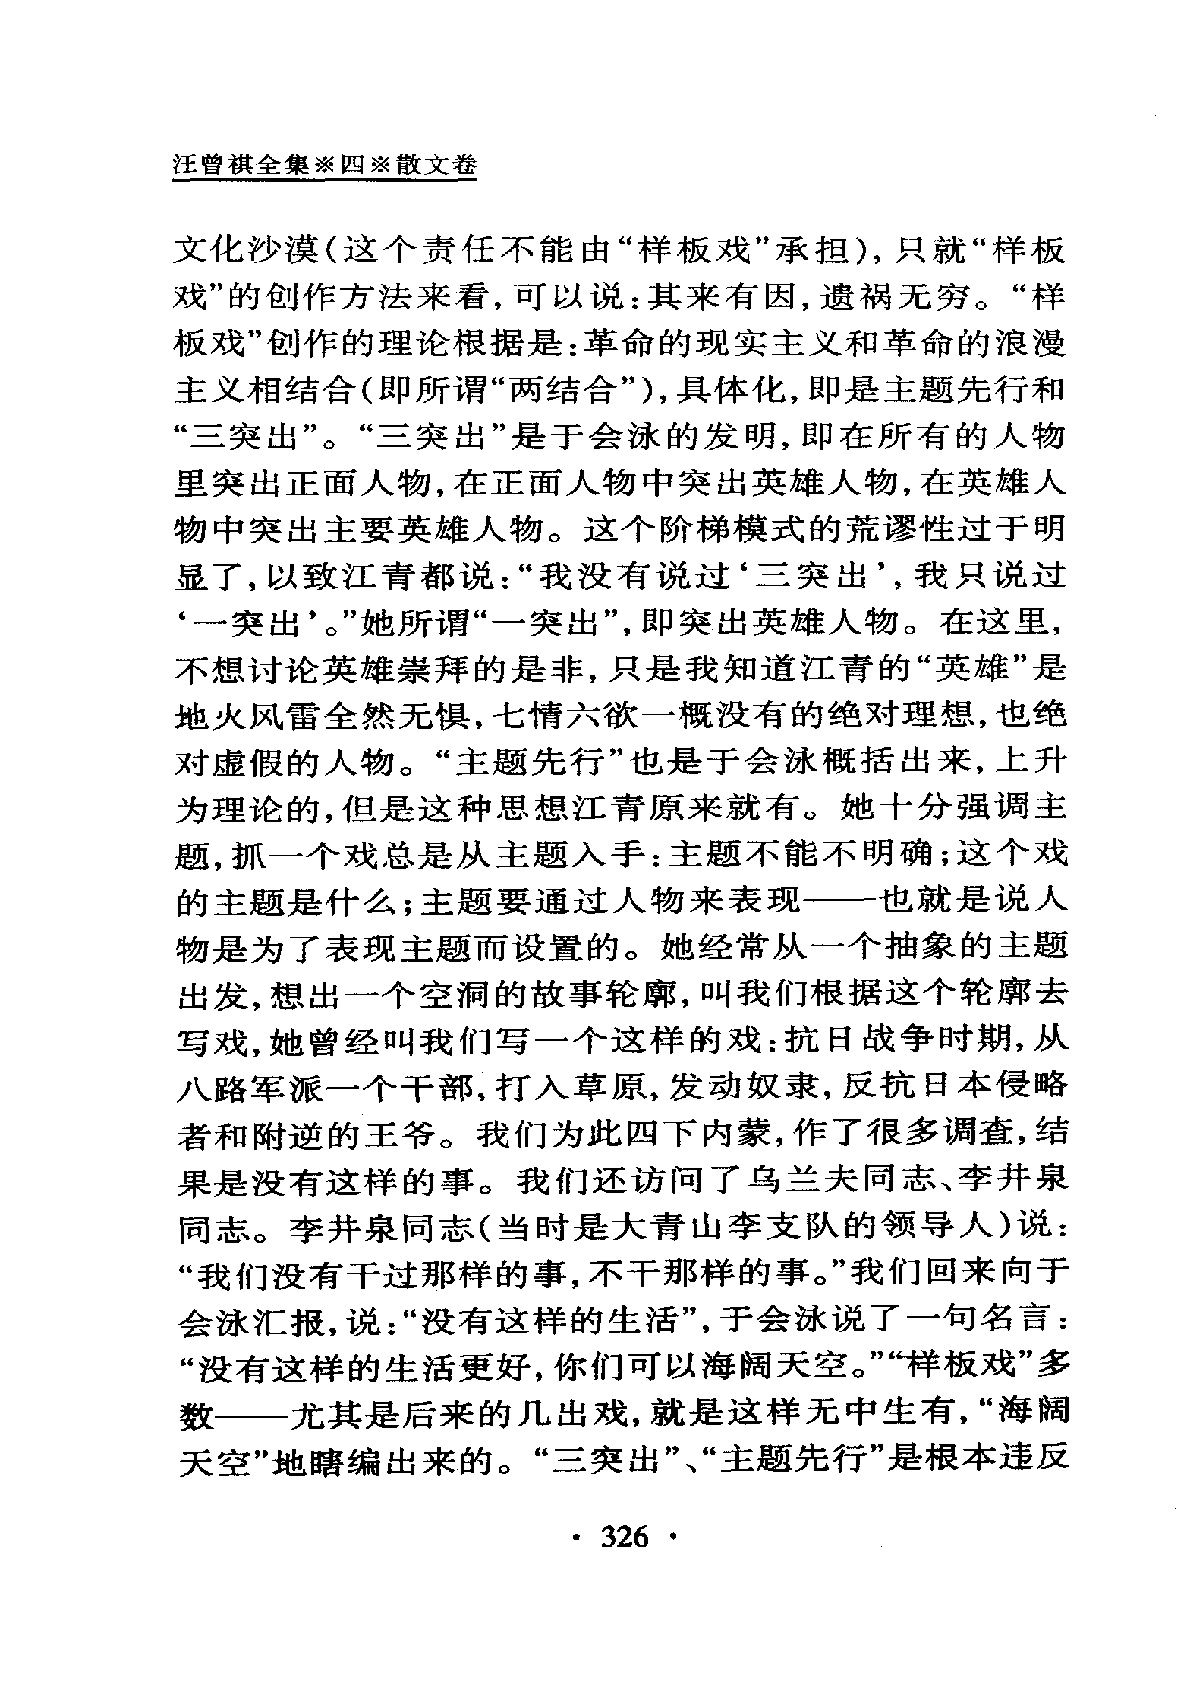 汪曾祺全集※四※散文卷
文化沙漠(这个责任不能由“样板戏”承担),只就“样板
戏”的创作方法来看,可以说:其来有因,遗祸无穷。“样
板戏”创作的理论根据是:革命的现实主义和革命的浪漫
主义相结合(即所谓“两结合”),具体化,即是主题先行和
“三突出”。“三突出”是于会泳的发明,即在所有的人物
里突出正面人物,在正面人物中突出英雄人物,在英雄人
物中突出主要英雄人物。这个阶梯模式的荒谬性过于明
显了,以致江青都说:“我没有说过‘三突出’,我只说过
‘一突出’。”她所谓“一突出”,即突出英雄人物。在这里,
不想讨论英雄崇拜的是非,只是我知道江青的“英雄”是
地火风雷全然无惧,七情六欲一概没有的绝对理想,也绝
对虚假的人物。“主题先行”也是于会泳概括出来,上升
为理论的,但是这种思想江青原来就有。她十分强调主
题,抓一个戏总是从主题入手:主题不能不明确;这个戏
的主题是什么;主题要通过人物来表现——也就是说人
物是为了表现主题而设置的。她经常从一个抽象的主题
出发,想出一个空洞的故事轮廓,叫我们根据这个轮廓去
写戏,她曾经叫我们写一个这样的戏:抗日战争时期,从
八路军派一个干部,打入草原,发动奴隶,反抗日本侵略
者和附逆的王爷。我们为此四下内蒙,作了很多调查,结
果是没有这样的事。我们还访问了乌兰夫同志、李井泉
同志。李井泉同志(当时是大青山李支队的领导人)说:
“我们没有干过那样的事,不干那样的事。”我们回来向于
会泳汇报,说:“没有这样的生活”,于会泳说了一句名言:
“没有这样的生活更好,你们可以海阔天空。”“样板戏”多
数——尤其是后来的几出戏,就是这样无中生有,“海阔
天空”地瞎编出来的。“三突出”、“主题先行”是根本违反
· 326 ·